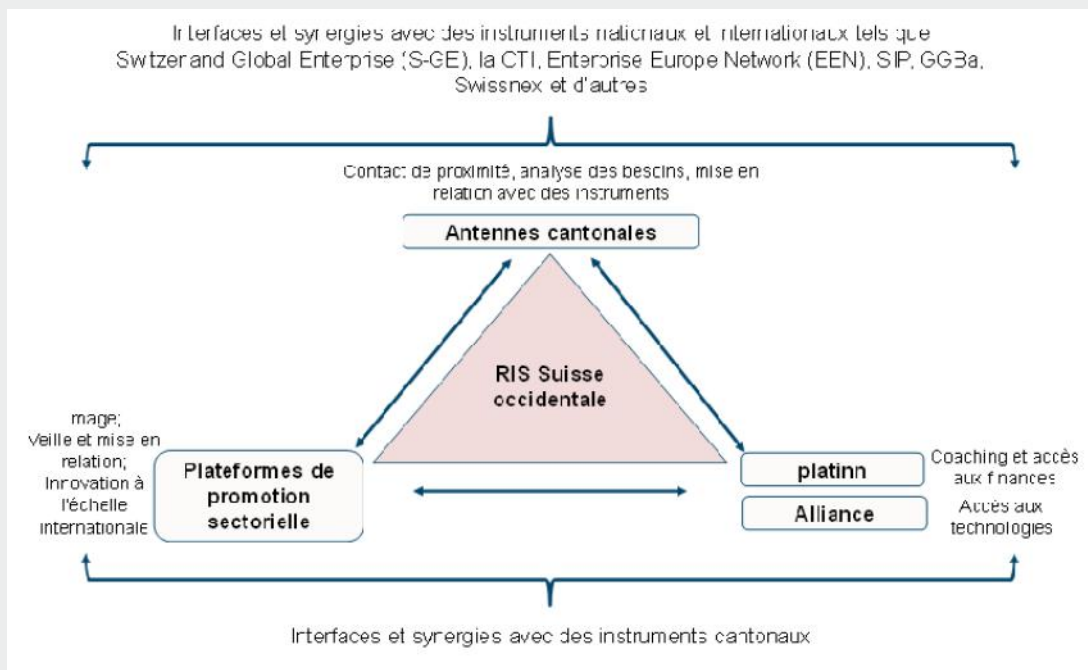 Interfaces et synergies avec des instruments nationaux et internationaux tels que
Switzerland Global Enterprise (S-GE), la CTI, Enterprise Europe Network (EEN), SIP, GGBa,
Swissnex et d'autres
Contact de proximité, analyse des besoins, mise en
relation avec des instruments
Antennes cantonales
RIS Suisse
occidentale
mage;
Veille et mise en
relation;
Innovation à
l'échelle
internationale
Plateformes de
promotion
sectorielle
platinn
Coaching et accès
aux finances
Alliance
Accès aux
technologies
Interfaces et synergies avec des instruments cantonaux